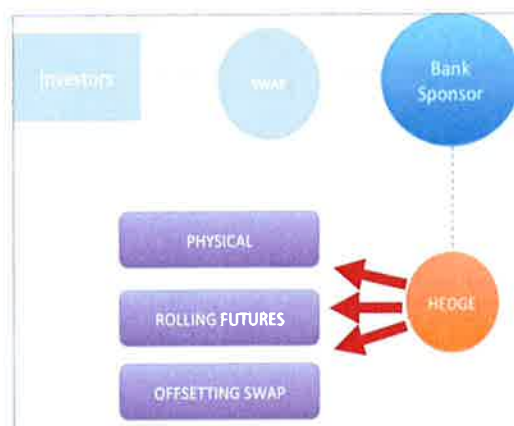 Investors
SWAP
Bank
Sponsor
PHYSICAL
ROLLING FUTURES
HEDGE
OFFSETTING SWAP